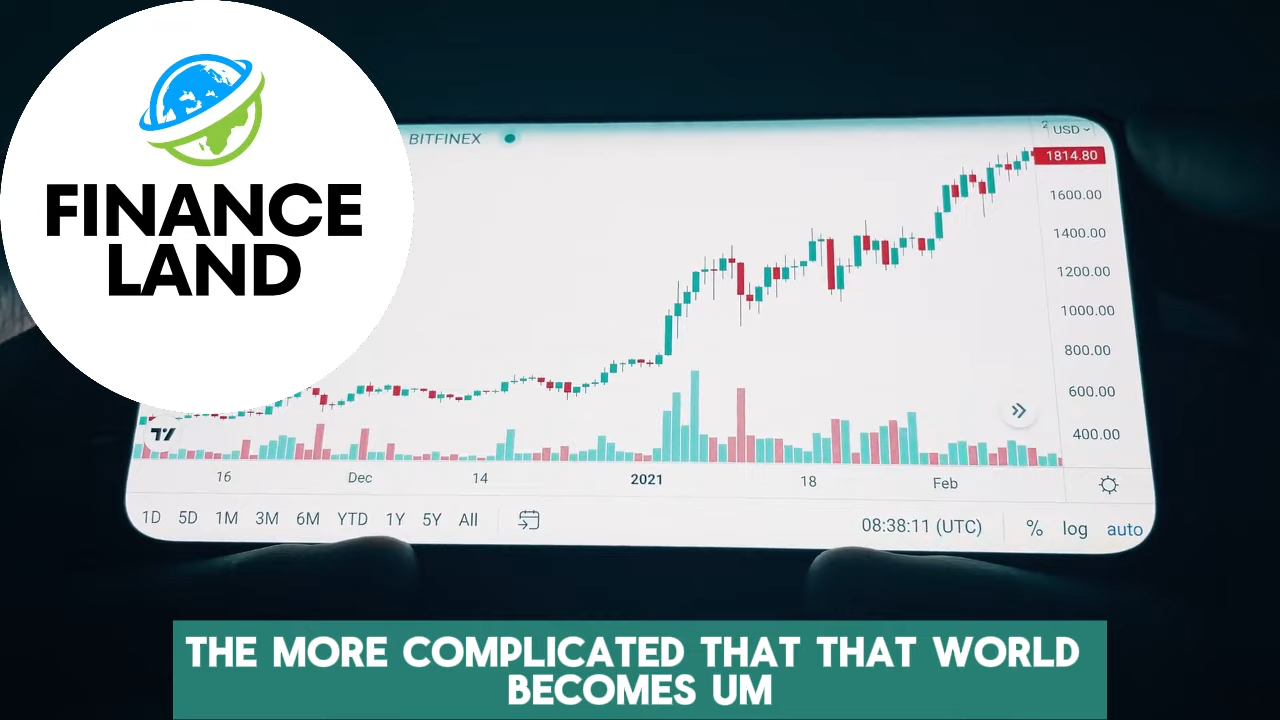 FINANCE
LAND
BITFINEX
USD
1814.80
1600.00
1400.00
1200.00
1000.00
800.00
600.00
400.00
16 Dec 14 2021 18 Feb
1D 5D 1M 3M 6M YTD 1Y 5Y All
08:38:11 (UTC) % log auto
THE MORE COMPLICATED THAT THAT WORLD
BECOMES UM